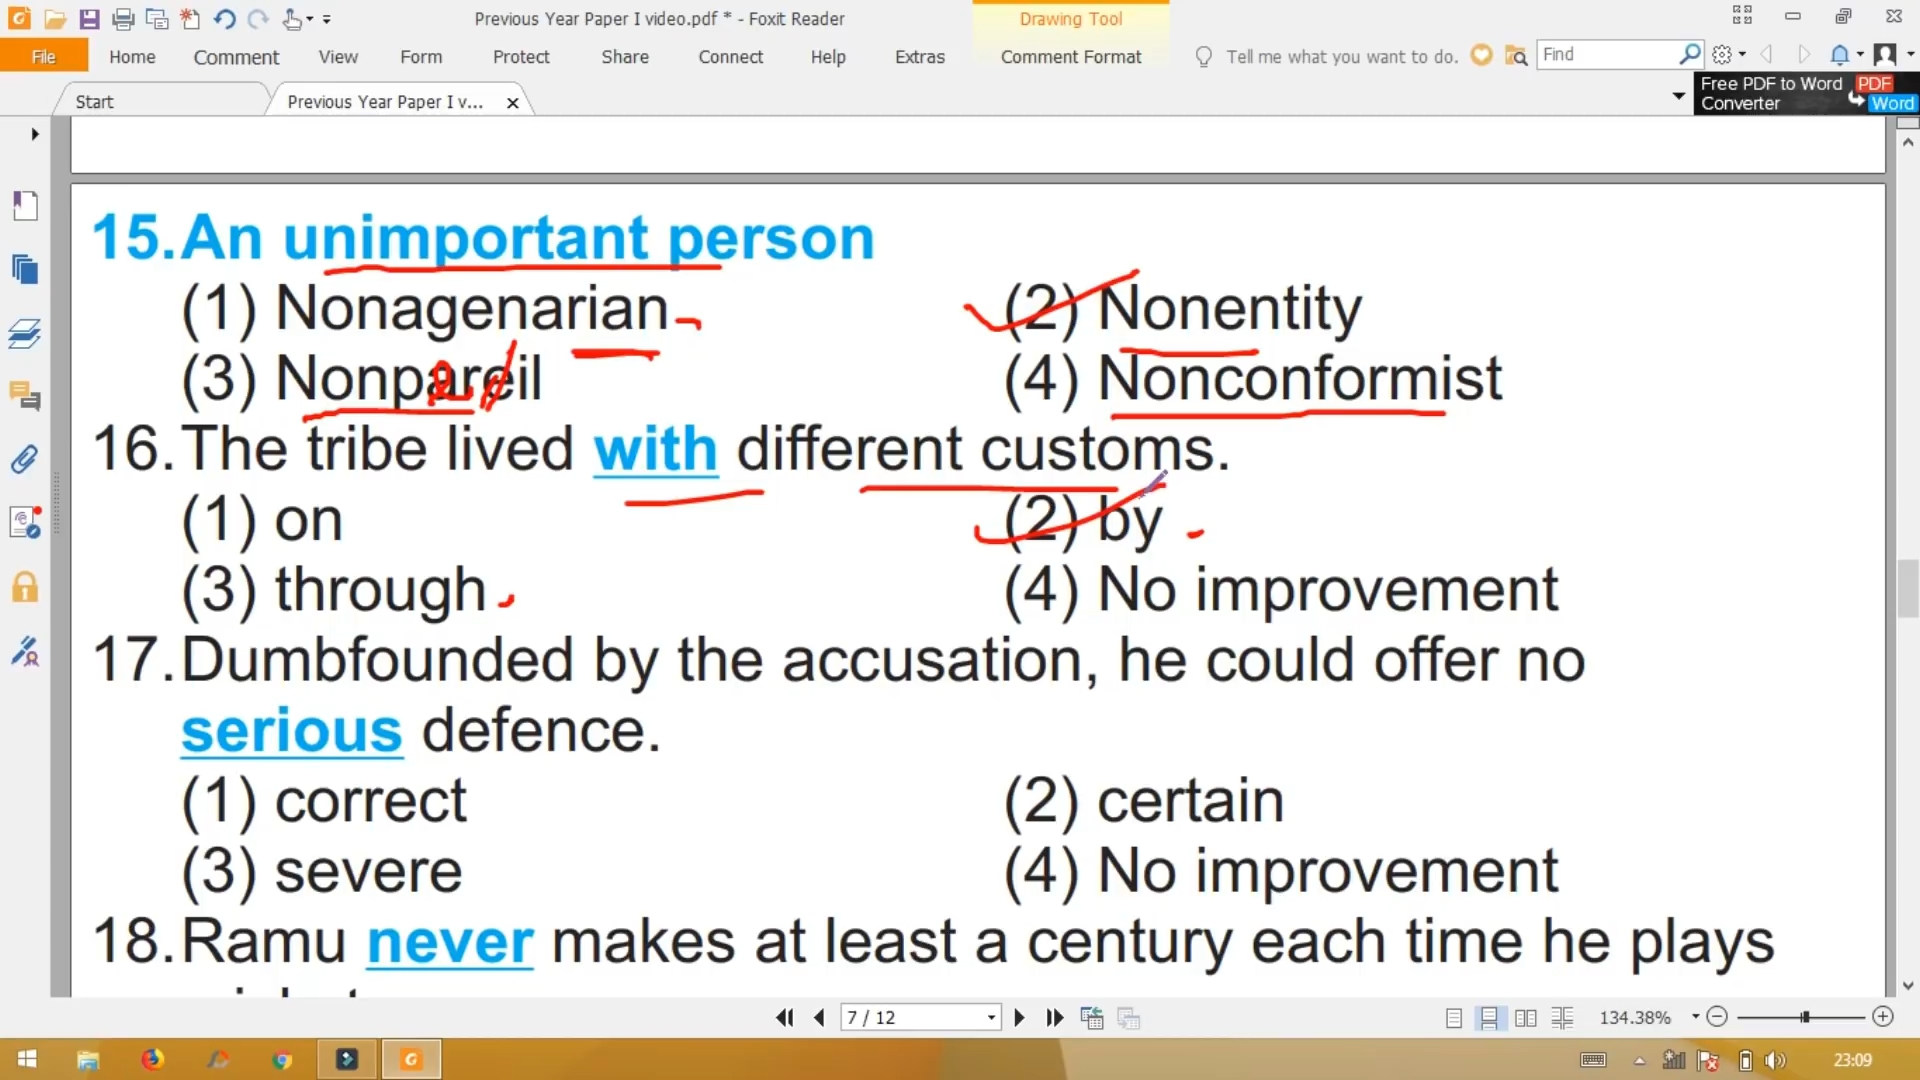 Previous Year Paper I video.pdf * - Foxit Reader
Drawing Tool
File
Home
Comment
View
Form
Protect
Share
Connect
Help
Extras
Comment Format
Tell me what you want to do.
Find
Start
Previous Year Paper I v...
Free PDF to Word
Converter
PDF
Word
15.An unimportant person
(1) Nonagenarian
(2) Nonentity
(3) Nonpareil
(4) Nonconformist
16.The tribe lived with different customs.
(1) on
(2) by
(3) through
(4) No improvement
17.Dumbfounded by the accusation, he could offer no
serious defence.
(1) correct
(2) certain
(3) severe
(4) No improvement
18.Ramu never makes at least a century each time he plays
7 / 12
134.38%
23:09